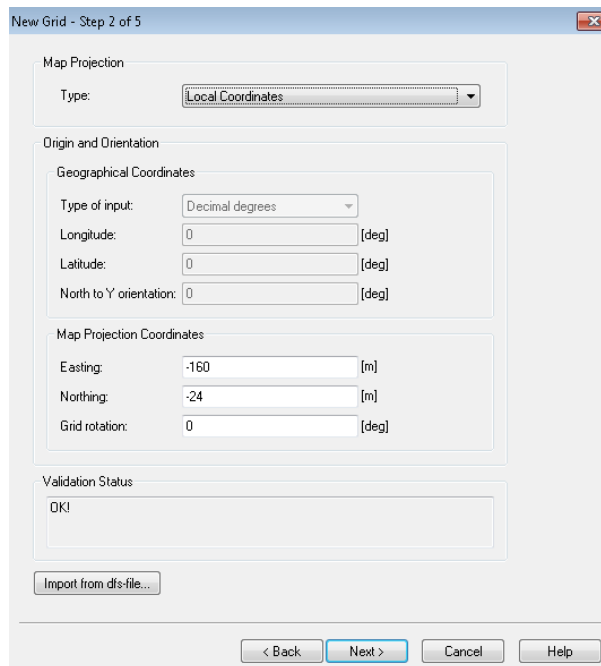 New Grid - Step 2 of 5
Map Projection
Type: Local Coordinates
Origin and Orientation
Geographical Coordinates
Type of input: Decimal degrees
Longitude: 0 [deg]
Latitude: 0 [deg]
North to Y orientation: 0 [deg]
Map Projection Coordinates
Easting: -160 [m]
Northing: -24 [m]
Grid rotation: 0 [deg]
Validation Status
OK!
Import from dfs-file...
< Back Next > Cancel Help